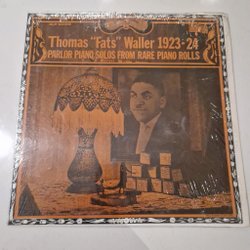 Thomas "Fats" Waller 1923-24
PARLOR PIANO SOLOS FROM RARE PIANO ROLLS